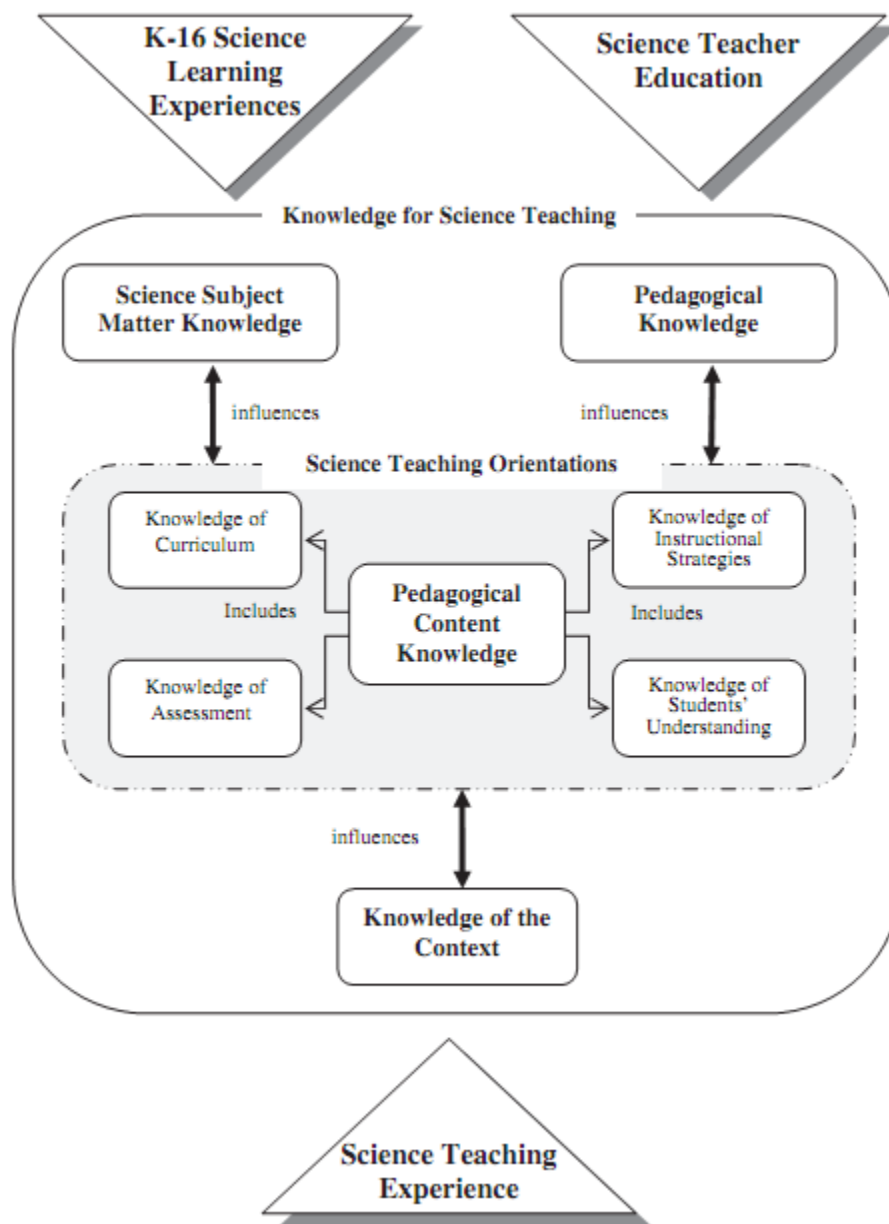 K-16 Science
Learning
Experiences
Science Teacher
Education
Knowledge for Science Teaching
Science Subject
Matter Knowledge
Pedagogical
Knowledge
influences
influences
Science Teaching Orientations
Knowledge of
Curriculum
Knowledge of
Instructional
Strategies
Includes
Pedagogical
Content
Knowledge
Includes
Knowledge of
Assessment
Knowledge of
Students’
Understanding
influences
Knowledge of the
Context
Science Teaching
Experience